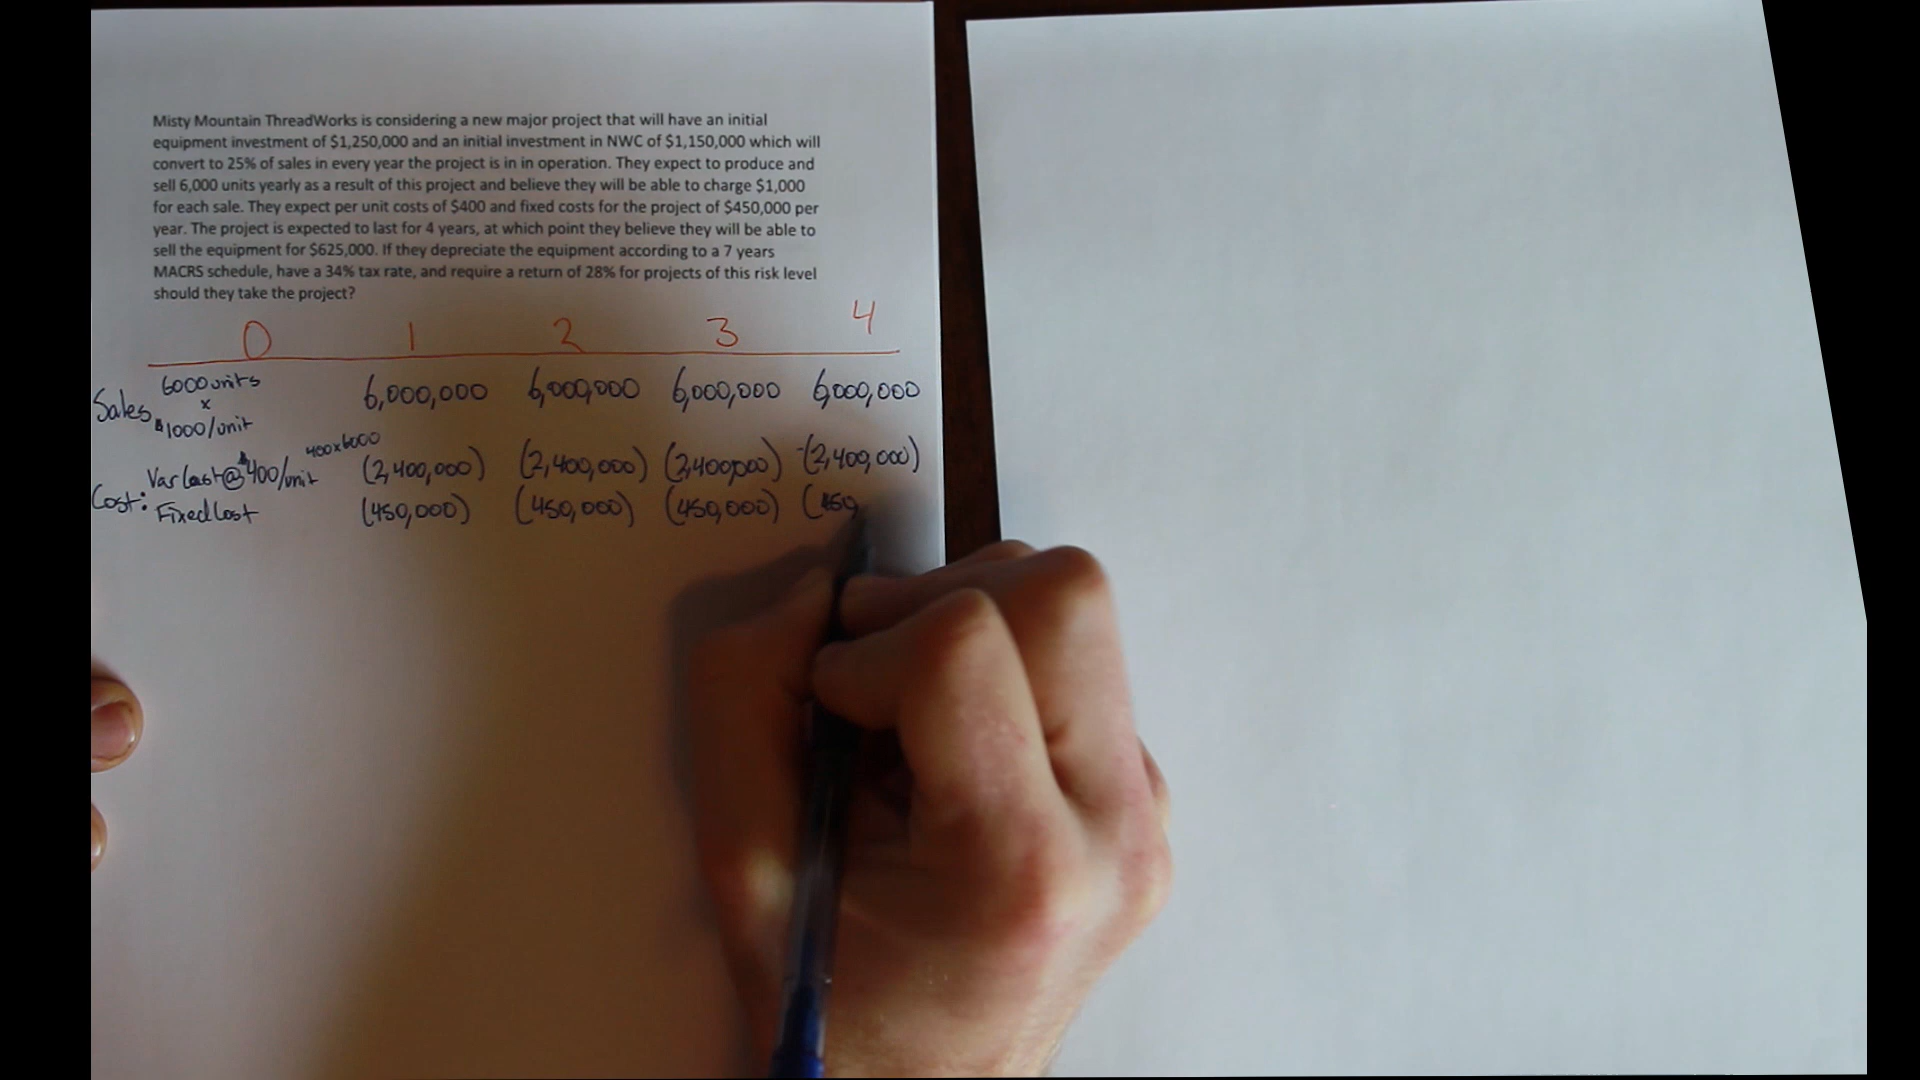 Misty Mountain ThreadWorks is considering a new major project that will have an initial
equipment investment of $1,250,000 and an initial investment in NWC of $1,150,000 which will
convert to 25% of sales in every year the project is in in operation. They expect to produce and
sell 6,000 units yearly as a result of this project and believe they will be able to charge $1,000
for each sale. They expect per unit costs of $400 and fixed costs for the project of $450,000 per
year. The project is expected to last for 4 years, at which point they believe they will be able to
sell the equipment for $625,000. If they depreciate the equipment according to a 7 years
MACRS schedule, have a 34% tax rate, and require a return of 28% for projects of this risk level
should they take the project?
0 1 2 3 4
Sales 6000 units
x
$1000/unit
6,000,000 6,000,000 6,000,000 6,000,000
400x6000
Cost: Var Cost @ $400/unit (2,400,000) (2,400,000) (2,400,000) (2,400,000)
Fixed Cost (450,000) (450,000) (450,000) (450,